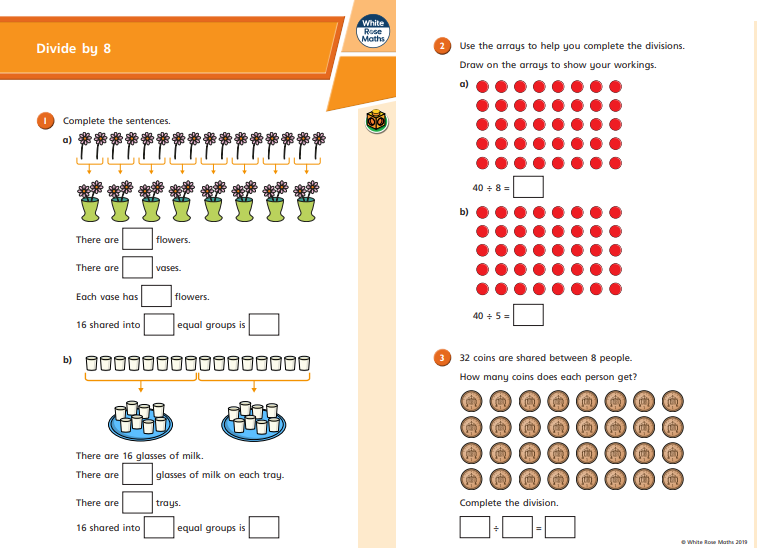 Divide by 8
White
Rose
Maths
1 Complete the sentences.
a)
There are flowers.
There are vases.
Each vase has flowers.
16 shared into equal groups is
b)
There are 16 glasses of milk.
There are glasses of milk on each tray.
There are trays.
16 shared into equal groups is
2 Use the arrays to help you complete the divisions.
Draw on the arrays to show your workings.
a)
40 ÷ 8 =
b)
40 ÷ 5 =
3 32 coins are shared between 8 people.
How many coins does each person get?
Complete the division.
÷ =
© White Rose Maths 2019